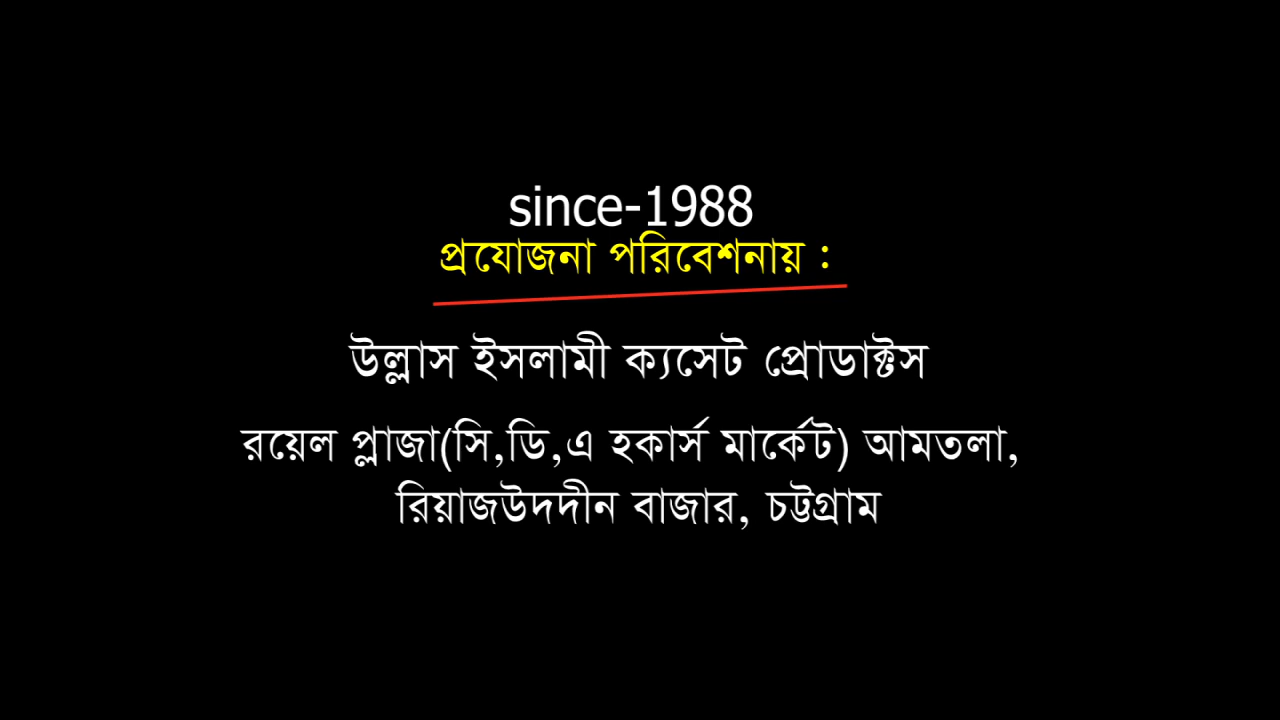 since-1988
প্রযোজনা পরিবেশনায় :
উল্লাস ইসলামী ক্যসেট প্রোডাক্টস
রয়েল প্লাজা(সি,ডি,এ হকার্স মার্কেট) আমতলা,
রিয়াজউদদীন বাজার, চট্টগ্রাম